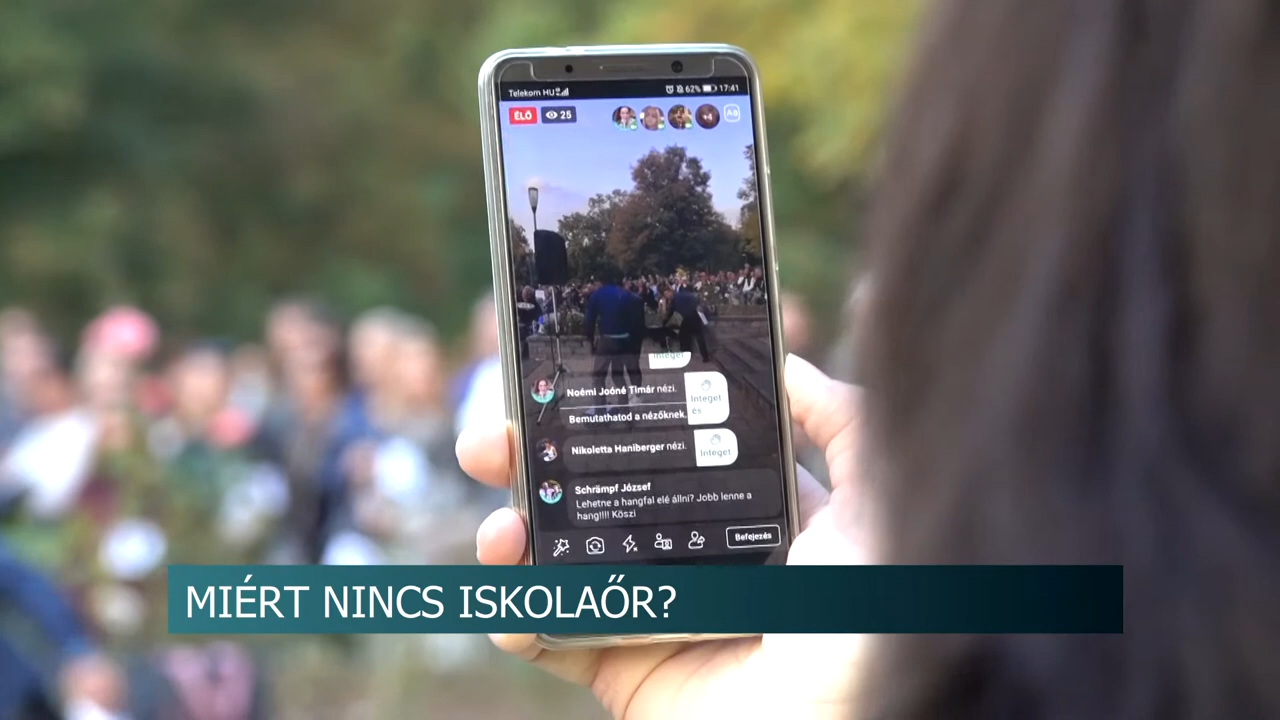 Telekom HU
62% 17:41
ÉLŐ 25
+4 Aa
Integet
Noémi Joóné Timár nézi.
Integet
és
Bemutathatod a nézőknek.
Nikoletta Haniberger nézi.
Integet
Schrämpf József
Lehetne a hangfal elé állni? Jobb lenne a
hang!!!! Köszi
Befejezés
MIÉRT NINCS ISKOLAŐR?